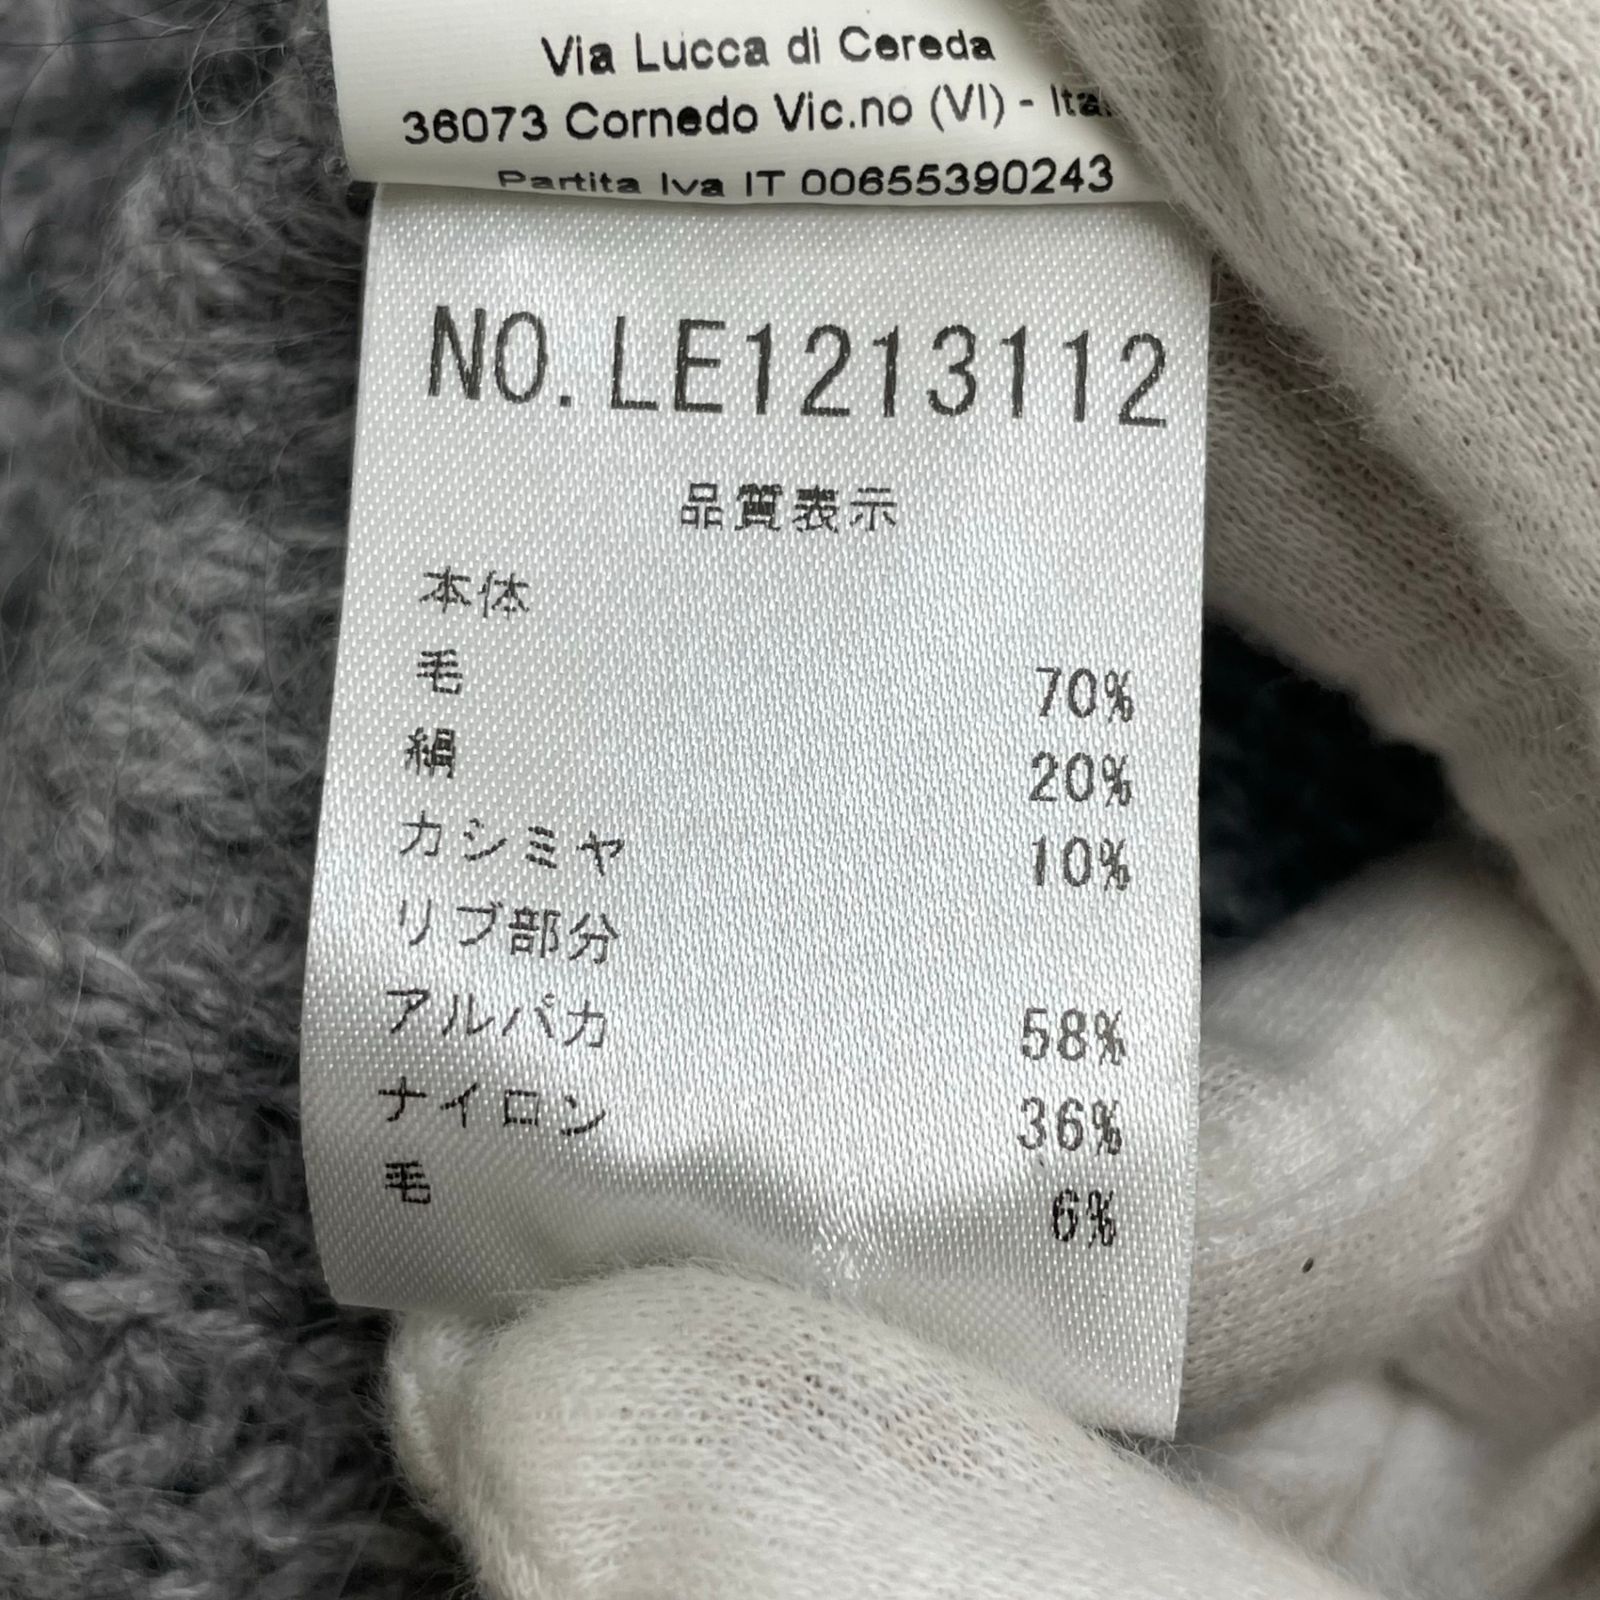 Via Lucca di Cereda
36073 Cornedo Vic.no (VI) -
Partita Iva IT 00655390243
NO.LE1213112
品質表示
本体
毛 70%
絹 20%
カシミヤ 10%
リブ部分
アルパカ 58%
ナイロン 36%
毛 6%